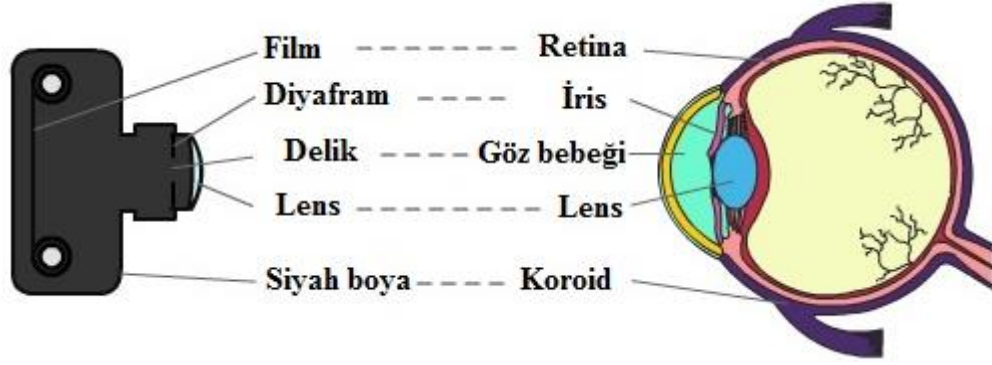 Film Retina
Diyafram İris
Delik Göz bebeği
Lens Lens
Siyah boya Koroid